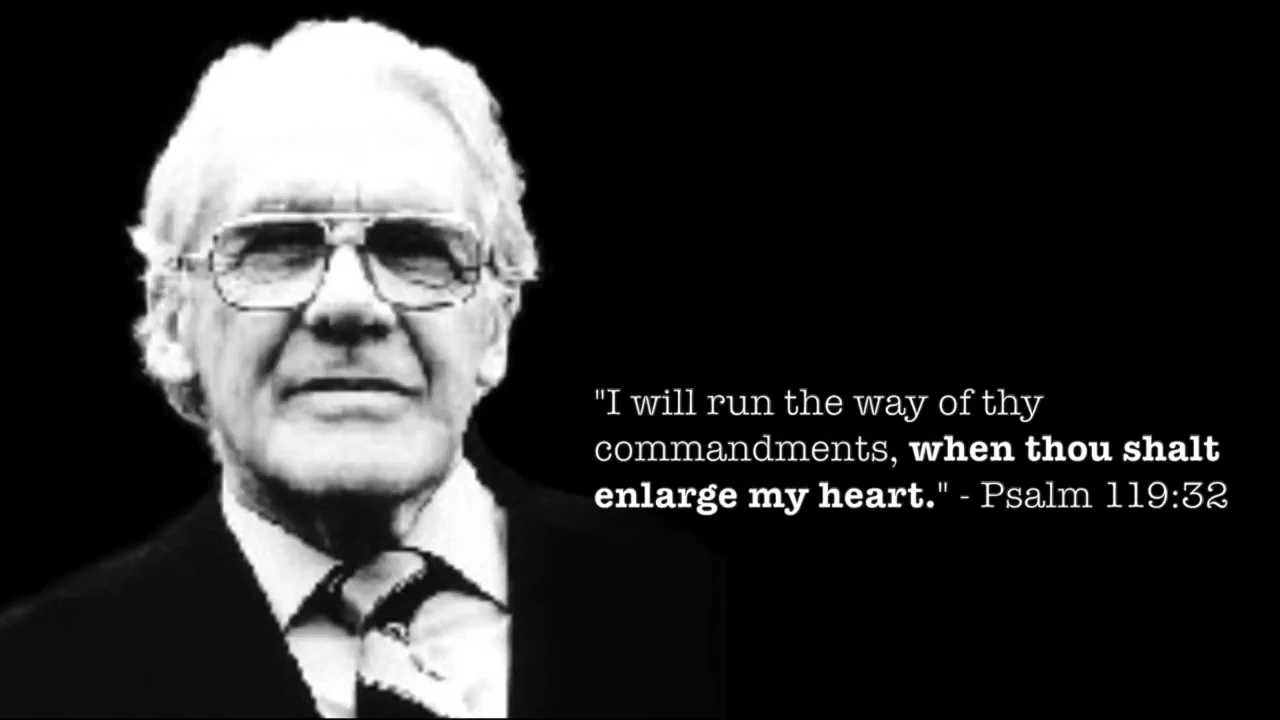 "I will run the way of thy
commandments, when thou shalt
enlarge my heart." - Psalm 119:32